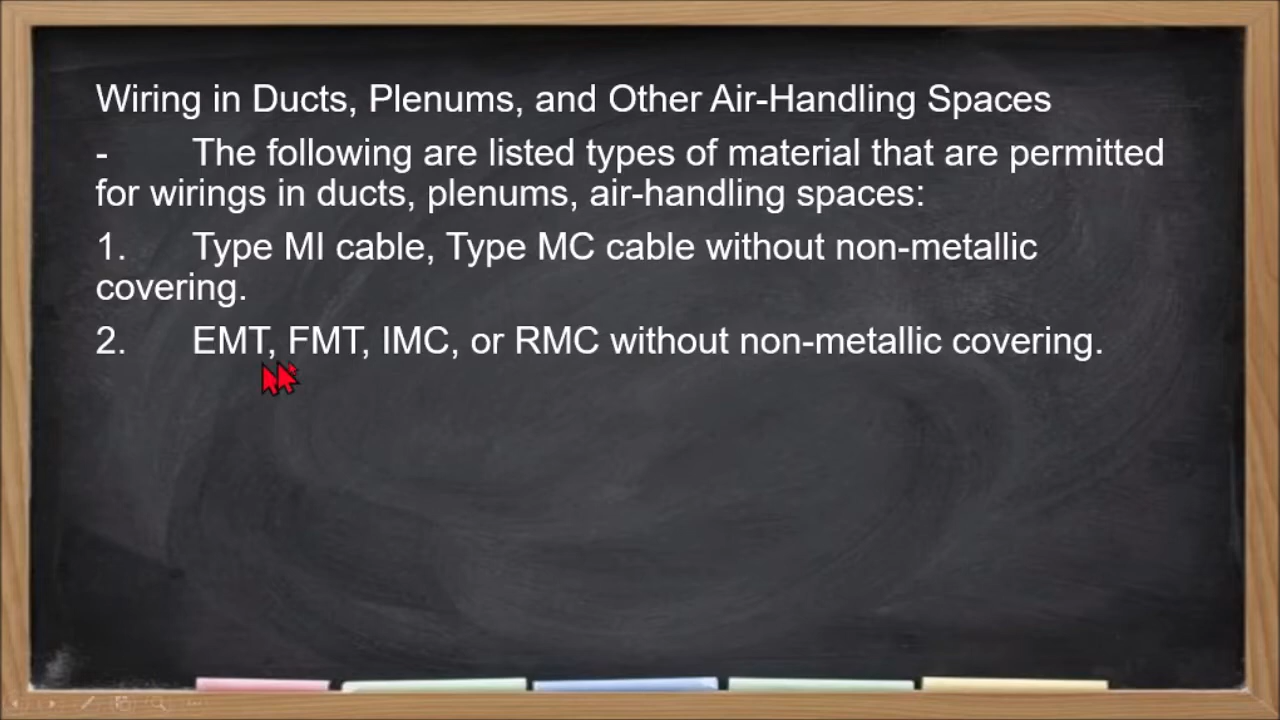 Wiring in Ducts, Plenums, and Other Air-Handling Spaces
- The following are listed types of material that are permitted
for wirings in ducts, plenums, air-handling spaces:
1. Type MI cable, Type MC cable without non-metallic
covering.
2. EMT, FMT, IMC, or RMC without non-metallic covering.